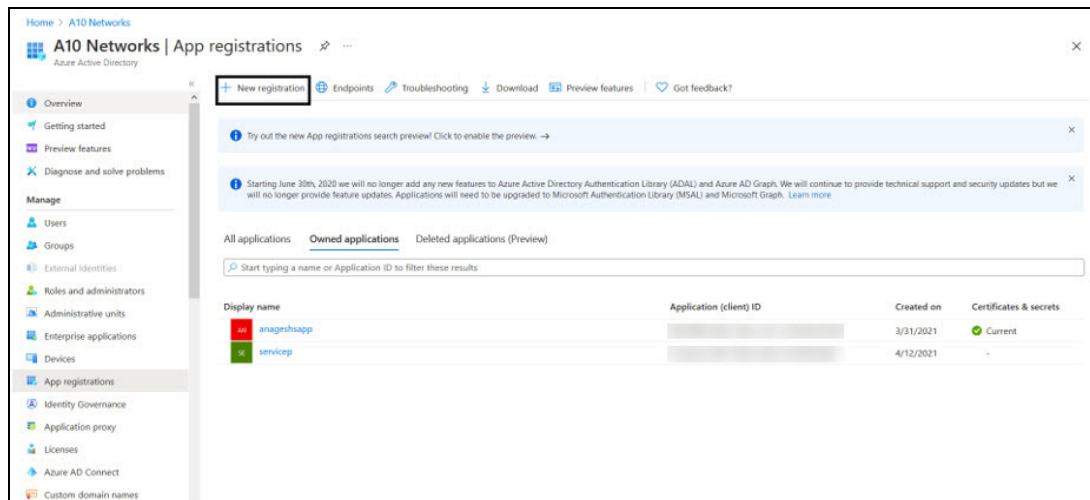 Home > A10 Networks
A10 Networks | App registrations
Azure Active Directory
New registration Endpoints Troubleshooting Download Preview features Got feedback?
Overview
Getting started
Preview features
Diagnose and solve problems
Manage
Users
Groups
External Identities
Roles and administrators
Administrative units
Enterprise applications
Devices
App registrations
Identity Governance
Application proxy
Licenses
Azure AD Connect
Custom domain names
Try out the new App registrations search preview! Click to enable the preview. →
Starting June 30th, 2020 we will no longer add any new features to Azure Active Directory Authentication Library (ADAL) and Azure AD Graph. We will continue to provide technical support and security updates but we
will no longer provide feature updates. Applications will need to be upgraded to Microsoft Authentication Library (MSAL) and Microsoft Graph. Learn more
All applications Owned applications Deleted applications (Preview)
Start typing a name or Application ID to filter these results
Display name Application (client) ID Created on Certificates & secrets
anageshsapp 3/31/2021 Current
SE servicep 4/12/2021 -